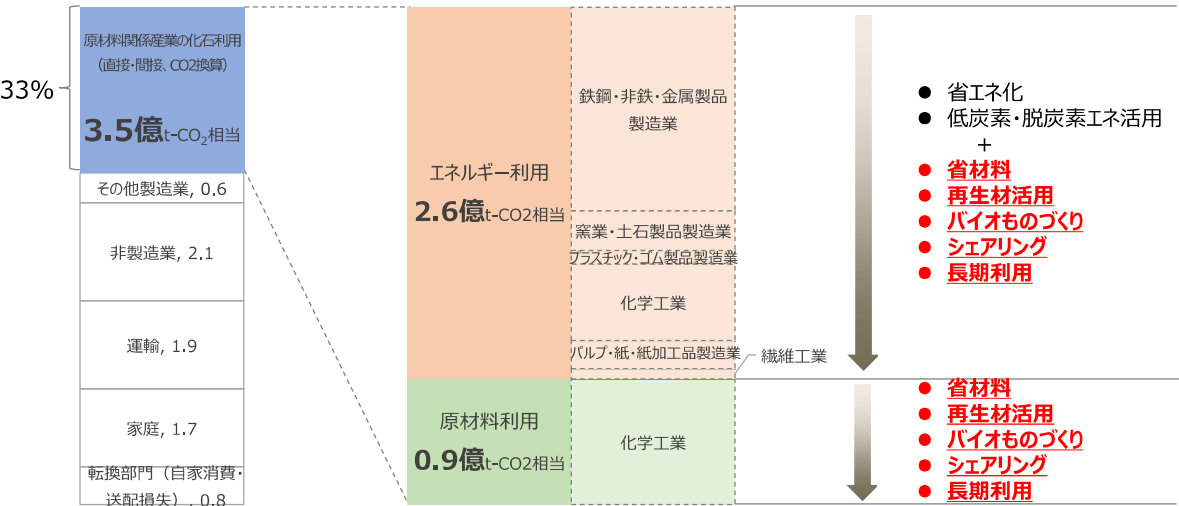 33%
原材料関係産業の化石利用
（直接・間接、CO2換算）
3.5億t-CO₂相当
その他製造業, 0.6
非製造業, 2.1
運輸, 1.9
家庭, 1.7
転換部門（自家消費・
送配損失）, 0.8
エネルギー利用
2.6億t-CO2相当
原材料利用
0.9億t-CO2相当
鉄鋼・非鉄・金属製品
製造業
窯業・土石製品製造業
プラスチック・ゴム製品製造業
化学工業
パルプ・紙・紙加工品製造業
繊維工業
化学工業
● 省エネ化
● 低炭素・脱炭素エネ活用
+
● 省材料
● 再生材活用
● バイオものづくり
● シェアリング
● 長期利用
● 省材料
● 再生材活用
● バイオものづくり
● シェアリング
● 長期利用